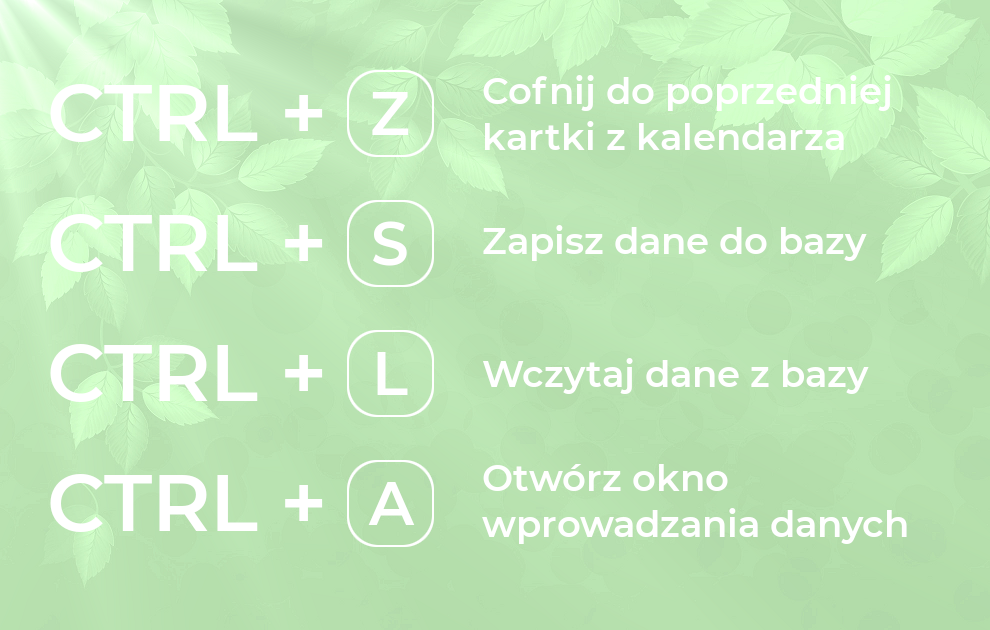 CTRL + Z Cofnij do poprzedniej
kartki z kalendarza
CTRL + S Zapisz dane do bazy
CTRL + L Wczytaj dane z bazy
CTRL + A Otwórz okno
wprowadzania danych